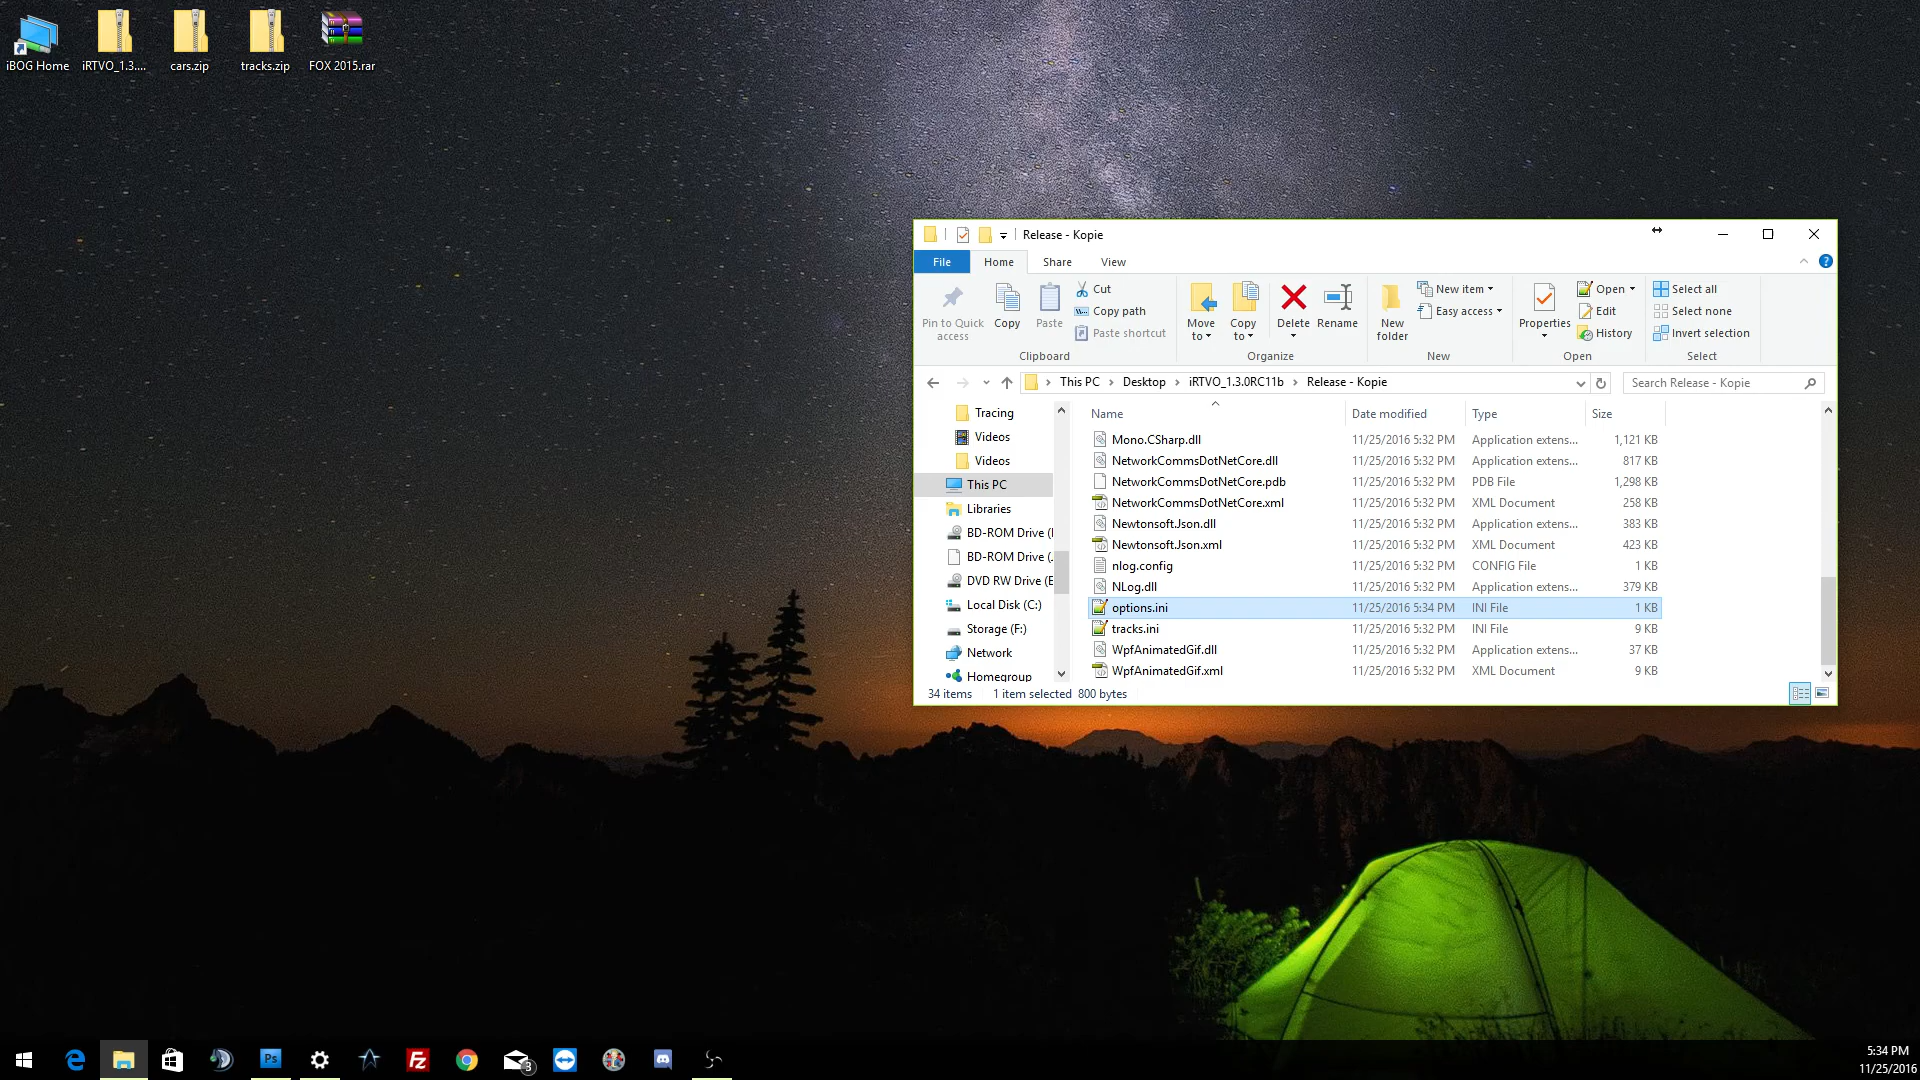 iBOG Home
iRTVO_1.3....
cars.zip
tracks.zip
FOX 2015.rar
Release - Kopie
File
Home
Share
View
Pin to Quick access
Copy
Paste
Cut
Copy path
Paste shortcut
Clipboard
Move to
Copy to
Delete
Rename
Organize
New folder
New item
Easy access
New
Properties
Open
Edit
History
Open
Select all
Select none
Invert selection
Select
This PC
Desktop
iRTVO_1.3.0RC11b
Release - Kopie
Search Release - Kopie
Tracing
Videos
Videos
This PC
Libraries
BD-ROM Drive (
BD-ROM Drive (
DVD RW Drive (E
Local Disk (C:)
Storage (F:)
Network
Homegroup
Name Date modified Type Size
Mono.CSharp.dll 11/25/2016 5:32 PM Application extens... 1,121 KB
NetworkCommsDotNetCore.dll 11/25/2016 5:32 PM Application extens... 817 KB
NetworkCommsDotNetCore.pdb 11/25/2016 5:32 PM PDB File 1,298 KB
NetworkCommsDotNetCore.xml 11/25/2016 5:32 PM XML Document 258 KB
Newtonsoft.Json.dll 11/25/2016 5:32 PM Application extens... 383 KB
Newtonsoft.Json.xml 11/25/2016 5:32 PM XML Document 423 KB
nlog.config 11/25/2016 5:32 PM CONFIG File 1 KB
NLog.dll 11/25/2016 5:32 PM Application extens... 379 KB
options.ini 11/25/2016 5:34 PM INI File 1 KB
tracks.ini 11/25/2016 5:32 PM INI File 9 KB
WpfAnimatedGif.dll 11/25/2016 5:32 PM Application extens... 37 KB
WpfAnimatedGif.xml 11/25/2016 5:32 PM XML Document 9 KB
34 items 1 item selected 800 bytes
Ps
Fz
3
5:34 PM
11/25/2016